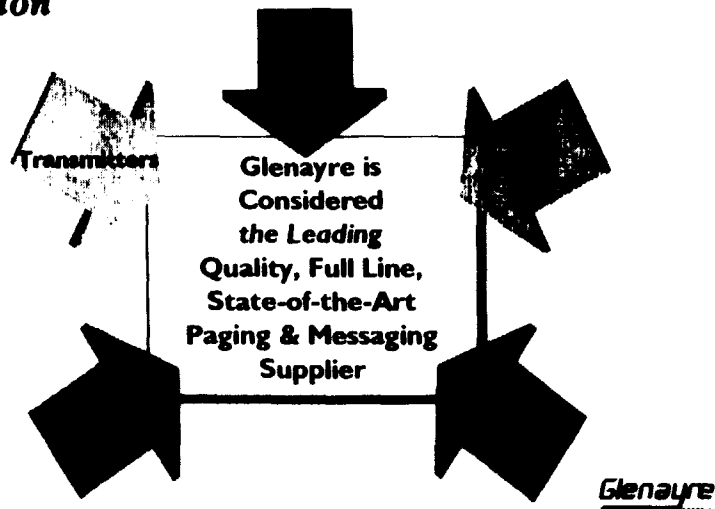 Transmitters
Glenayre is
Considered
the Leading
Quality, Full Line,
State-of-the-Art
Paging & Messaging
Supplier
Glenayre